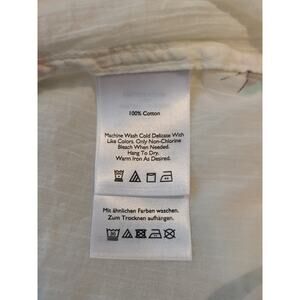 100% Cotton
Machine Wash Cold Delicate With
Like Colors. Only Non-Chlorine
Bleach When Needed.
Hang To Dry.
Warm Iron As Desired.
Mit ähnlichen Farben waschen.
Zum Trocknen aufhängen.